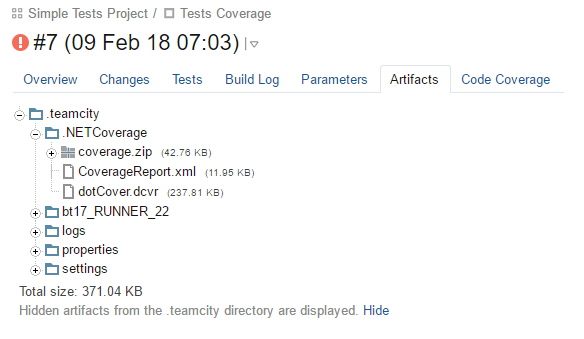 Simple Tests Project / Tests Coverage
#7 (09 Feb 18 07:03)
Overview Changes Tests Build Log Parameters Artifacts Code Coverage
.teamcity
.NETCoverage
coverage.zip (42.76 KB)
CoverageReport.xml (11.95 KB)
dotCover.dcvr (237.81 KB)
bt17_RUNNER_22
logs
properties
settings
Total size: 371.04 KB
Hidden artifacts from the .teamcity directory are displayed. Hide